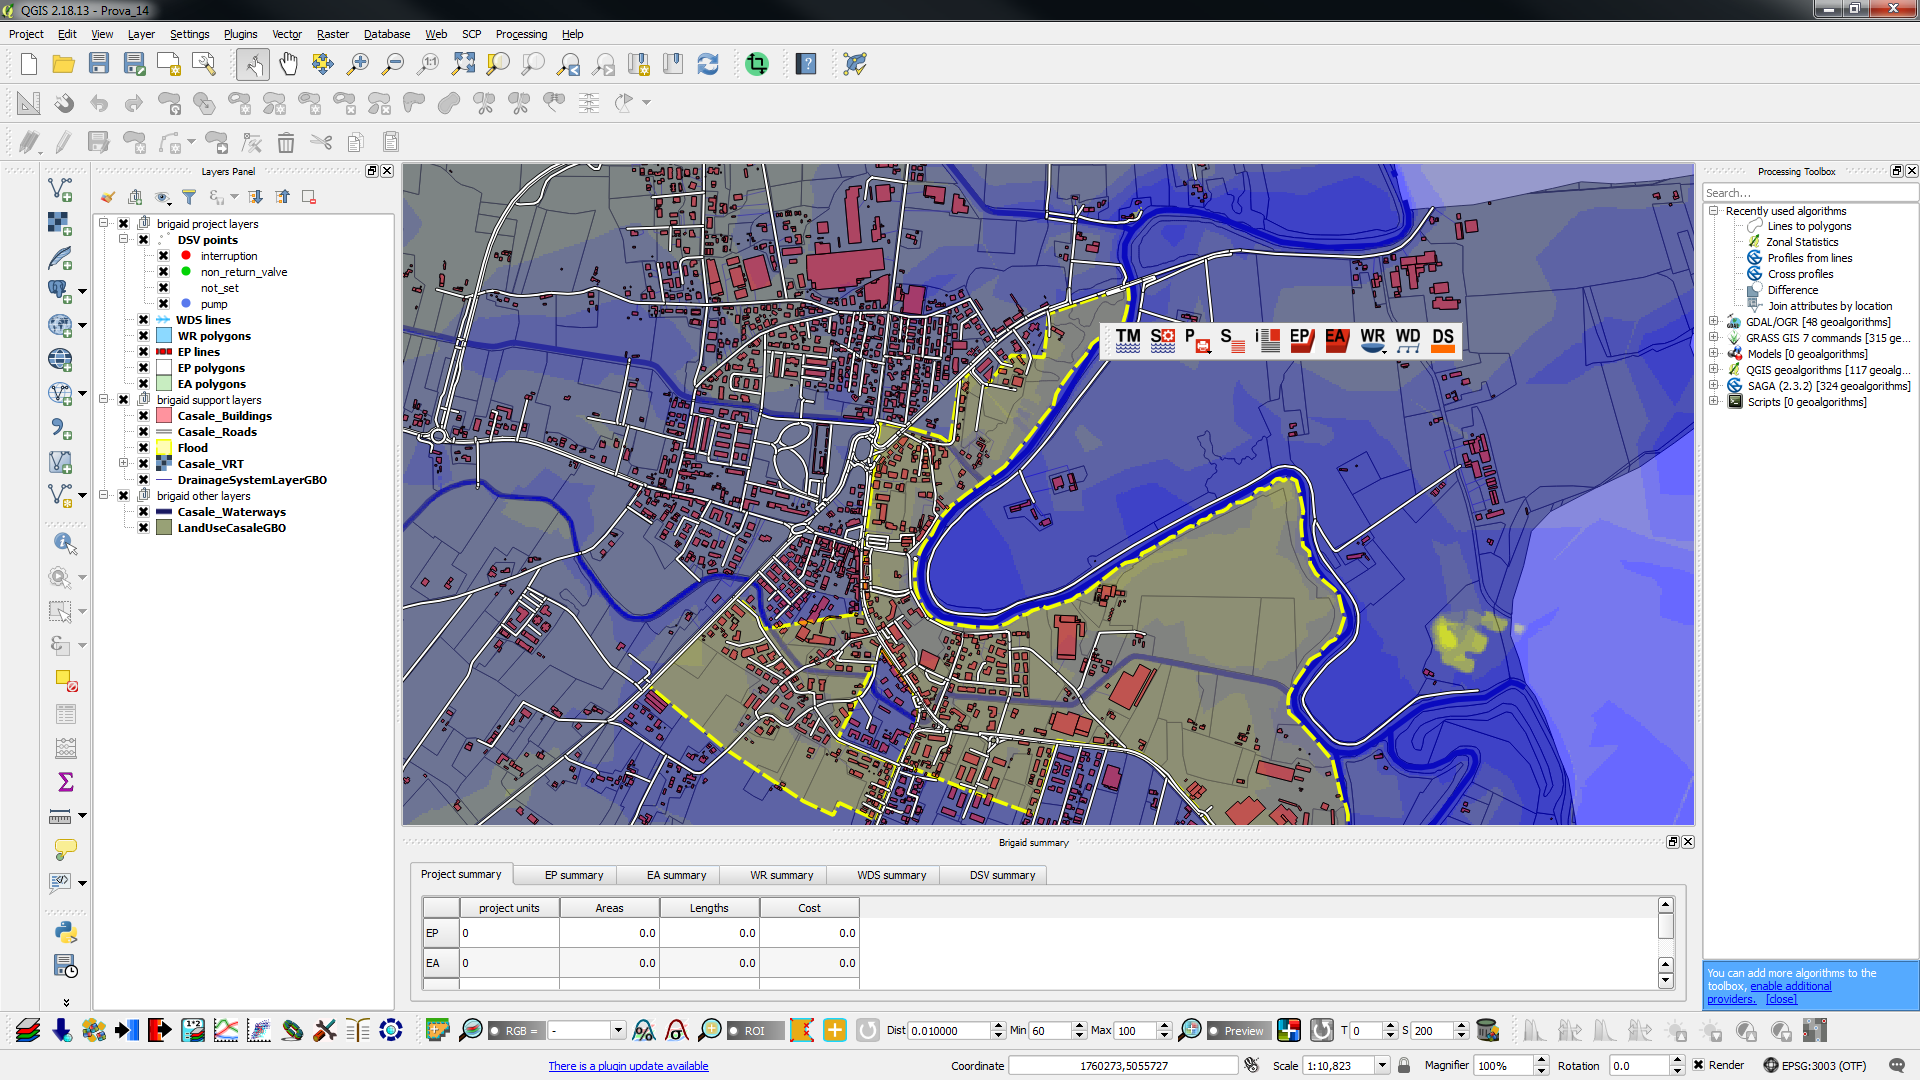 QGIS 2.18.13 - Prova_14
Project Edit View Layer Settings Plugins Vector Raster Database Web SCP Processing Help
Layers Panel
brigaid project layers
DSV points
interruption
non_return_valve
not_set
pump
WDS lines
WR polygons
EP lines
EP polygons
EA polygons
brigaid support layers
Casale_Buildings
Casale_Roads
Flood
Casale_VRT
DrainageSystemLayerGBO
brigaid other layers
Casale_Waterways
LandUseCasaleGBO
TM S P S i EP EA WR WD DS
Processing Toolbox
Search...
Recently used algorithms
Lines to polygons
Zonal Statistics
Profiles from lines
Cross profiles
Difference
Join attributes by location
GDAL/OGR [48 geoalgorithms]
GRASS GIS 7 commands [315 ge...
Models [0 geoalgorithms]
QGIS geoalgorithms [117 geoalg...
SAGA (2.3.2) [324 geoalgorithms]
Scripts [0 geoalgorithms]
You can add more algorithms to the
toolbox, enable additional
providers. [close]
Brigaid summary
Project summary EP summary EA summary WR summary WDS summary DSV summary
project units Areas Lengths Cost
EP 0 0.0 0.0 0.0
EA 0 0.0 0.0 0.0
RGB = - ROI Dist 0.010000 Min 60 Max 100 Preview T 0 S 200
There is a plugin update available Coordinate 1760273,5055727 Scale 1:10,823 Magnifier 100% Rotation 0.0 Render EPSG:3003 (OTF)